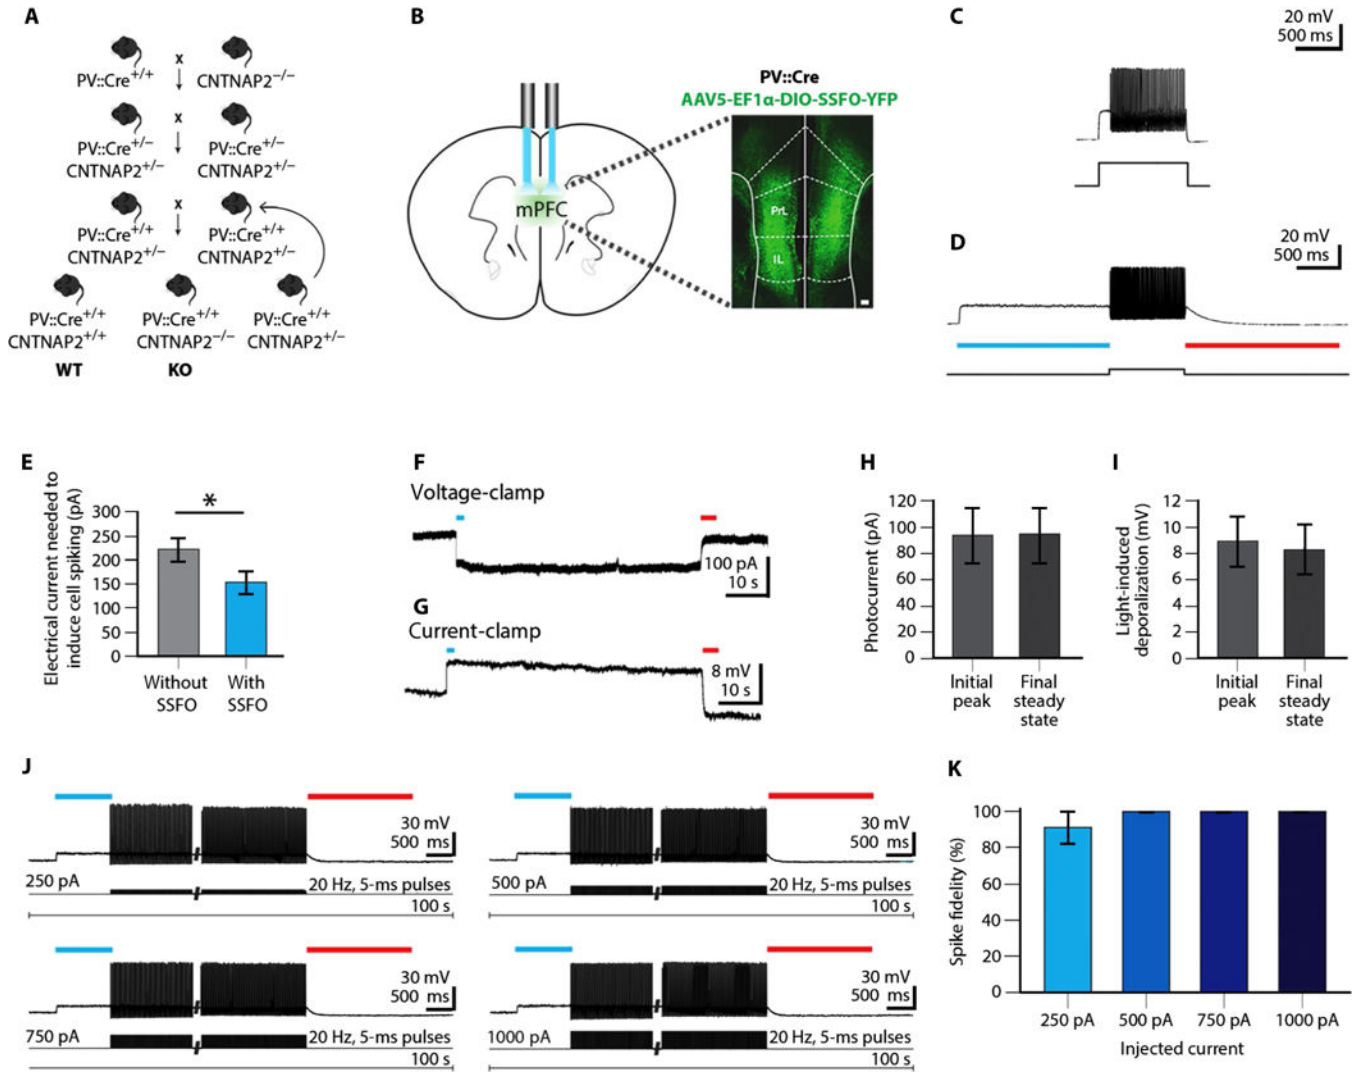 A
x
PV::Cre+/+
CNTNAP2−/−
x
PV::Cre+/−
CNTNAP2+/−
PV::Cre+/−
CNTNAP2+/−
x
PV::Cre+/+
CNTNAP2+/−
PV::Cre+/+
CNTNAP2+/−
PV::Cre+/+
CNTNAP2+/+
WT
PV::Cre+/+
CNTNAP2−/−
KO
PV::Cre+/+
CNTNAP2+/−
B
mPFC
PV::Cre
AAV5-EF1α-DIO-SSFO-YFP
PrL
IL
C
20 mV
500 ms
D
20 mV
500 ms
E
Electrical current needed to
induce cell spiking (pA)
300
250
200
150
100
50
0
*
Without
SSFO
With
SSFO
F
Voltage-clamp
100 pA
10 s
G
Current-clamp
8 mV
10 s
H
Photocurrent (pA)
120
100
80
60
40
20
0
Initial
peak
Final
steady
state
I
Light-induced
deporalization (mV)
12
10
8
6
4
2
0
Initial
peak
Final
steady
state
J
30 mV
500 ms
250 pA
20 Hz, 5-ms pulses
100 s
30 mV
500 ms
500 pA
20 Hz, 5-ms pulses
100 s
30 mV
500 ms
750 pA
20 Hz, 5-ms pulses
100 s
30 mV
500 ms
1000 pA
20 Hz, 5-ms pulses
100 s
K
Spike fidelity (%)
100
80
60
40
20
0
250 pA
500 pA
750 pA
1000 pA
Injected current